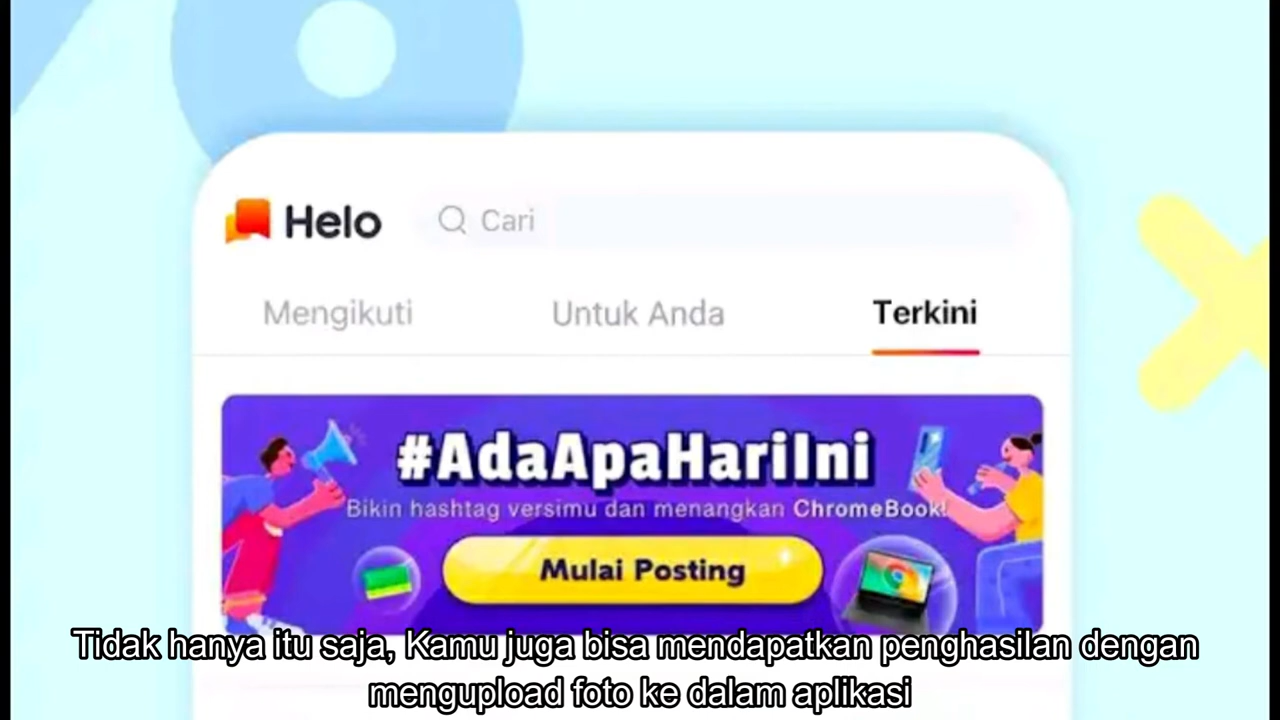 Helo
Cari
Mengikuti
Untuk Anda
Terkini
#AdaApaHariIni
Bikin hashtag versimu dan menangkan ChromeBook!
Mulai Posting
Tidak hanya itu saja, Kamu juga bisa mendapatkan penghasilan dengan
mengupload foto ke dalam aplikasi